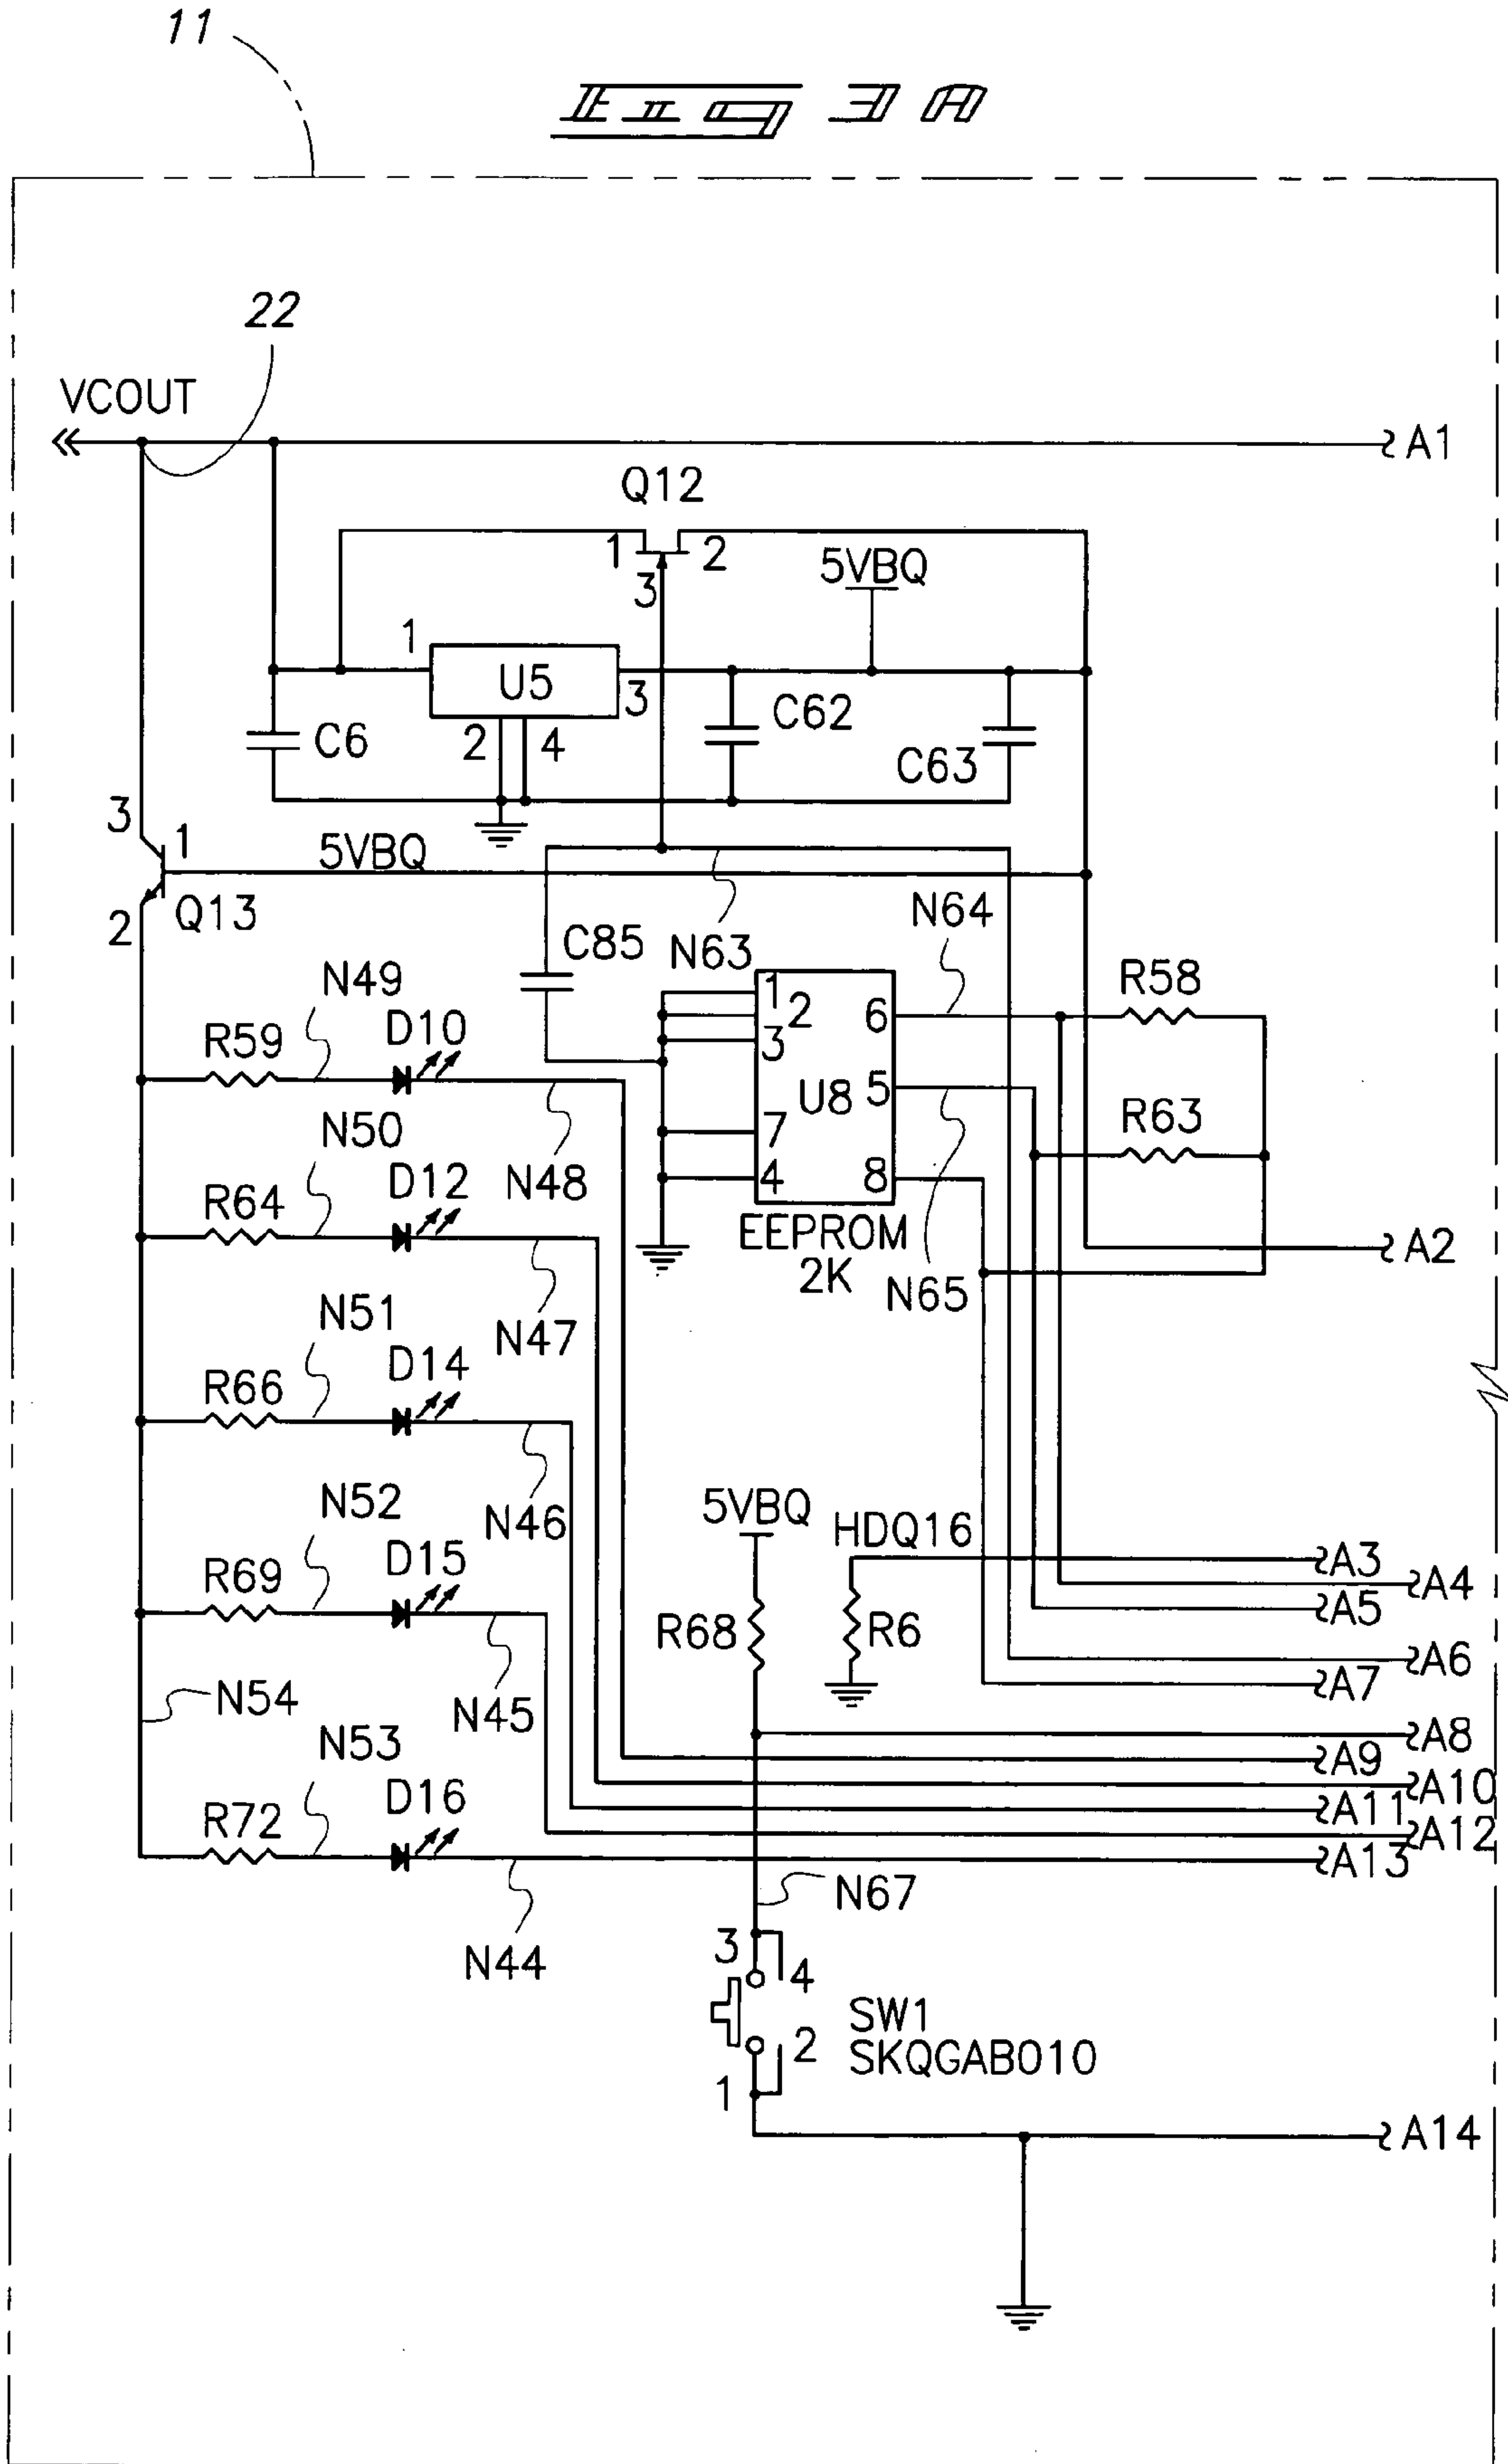 11
Fig 3A
22
VCOUT
A1
Q12
1 2
3
5VBQ
1
U5
3
C62
C6
2 4
C63
3
1
5VBQ
Q13
2
N64
C85
N63
N49
R58
1
2
6
D10
R59
3
U8
5
R63
N50
7
N48
D12
4
8
R64
EEPROM
2K
A2
N65
N51
N47
D14
R66
N52
N46
5VBQ
HDQ16
D15
A3
R69
A4
A5
R68
R6
A6
A7
N54
N45
A8
N53
A9
A10
D16
A11
R72
A12
A13
N67
3
N44
4
SW1
2
SKQGAB010
1
A14